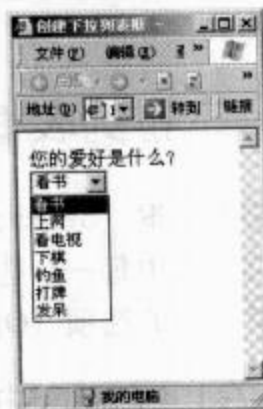 创建下拉列表框 -
文件(F) 编辑(E) »
地址(D) 转到 链接
您的爱好是什么?
看书
看书
上网
看电视
下棋
钓鱼
打牌
发呆
我的电脑